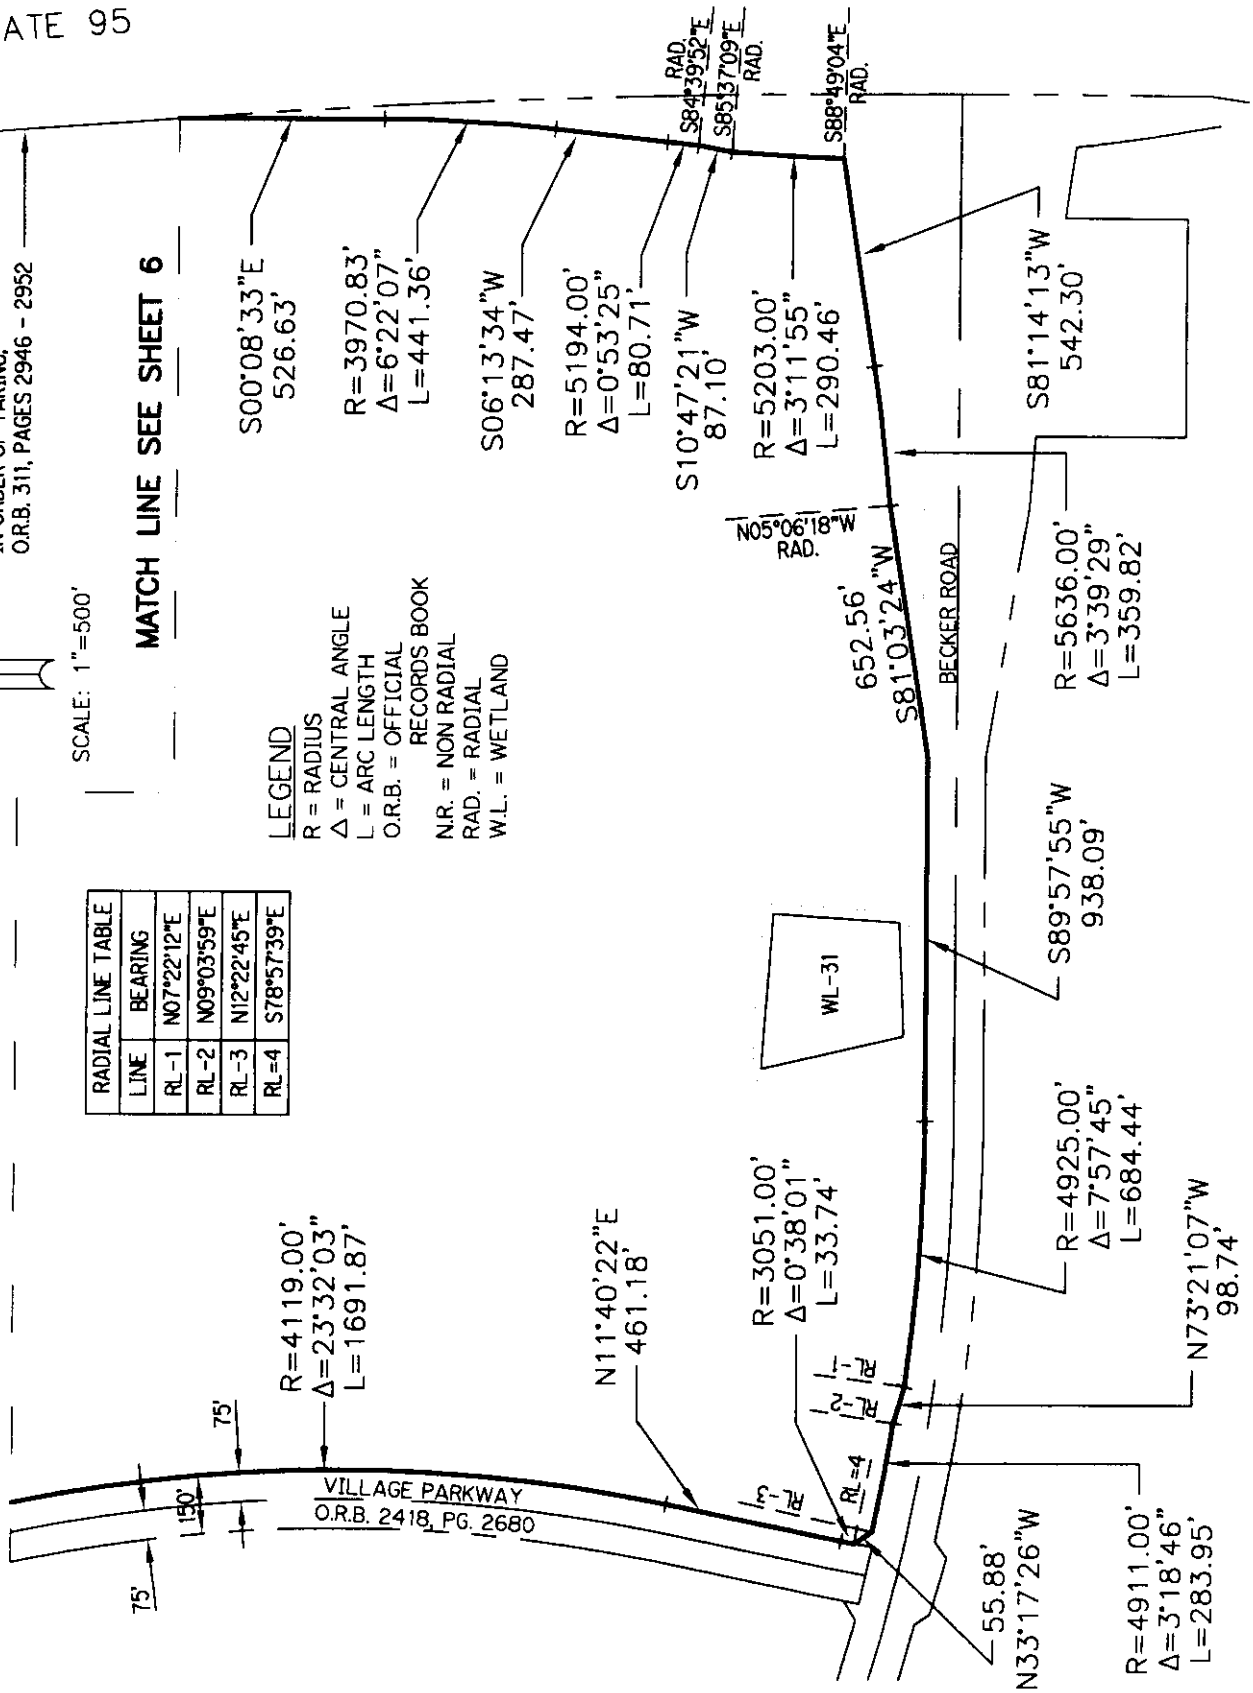 ATE 95
O.R.B. 311, PAGES 2946 - 2952
SCALE: 1"=500'
MATCH LINE SEE SHEET 6
S00°08'33"E
526.63'
R=3970.83'
Δ=6°22'07"
L=441.36'
S06°13'34"W
287.47'
R=5194.00'
Δ=0°53'25"
L=80.71'
S10°47'21"W
87.10'
R=5203.00'
Δ=3°11'55"
L=290.46'
RAD.
S84°39'52"E
S85°37'09"E
RAD.
S88°49'04"E
RAD.
LEGEND
R = RADIUS
Δ = CENTRAL ANGLE
L = ARC LENGTH
O.R.B. = OFFICIAL
RECORDS BOOK
N.R. = NON RADIAL
RAD. = RADIAL
W.L. = WETLAND
RADIAL LINE TABLE
LINE BEARING
RL-1 N07°22'12"E
RL-2 N09°03'59"E
RL-3 N12°22'45"E
RL=4 S78°57'39"E
N05°06'18"W
RAD.
652.56'
S81°03'24"W
BECKER ROAD
S81°14'13"W
542.30'
R=5636.00'
Δ=3°39'29"
L=359.82'
WL-31
S89°57'55"W
938.09'
R=4119.00'
Δ=23°32'03"
L=1691.87'
75'
150'
75'
VILLAGE PARKWAY
O.R.B. 2418, PG. 2680
N11°40'22"E
461.18'
R=3051.00'
Δ=0°38'01"
L=33.74'
RL-1
RL-2
RL-3
RL=4
R=4925.00'
Δ=7°57'45"
L=684.44'
N73°21'07"W
98.74'
55.88'
N33°17'26"W
R=4911.00'
Δ=3°18'46"
L=283.95'